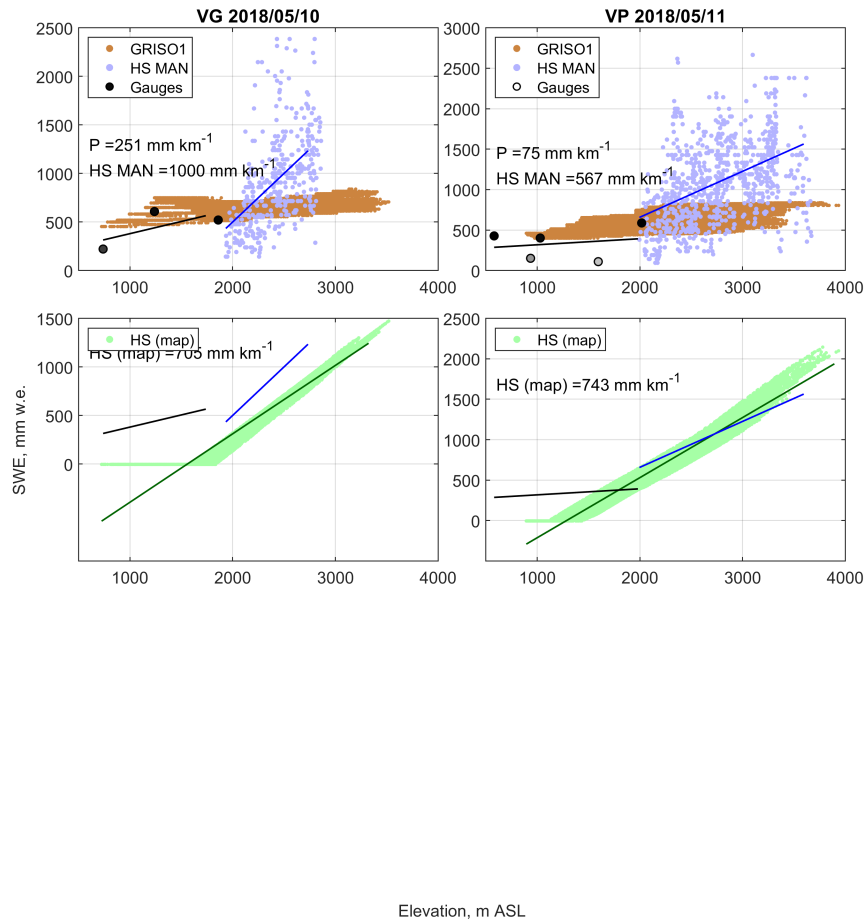 VG 2018/05/10
2500
2000
1500
1000
500
0
GRISO1
HS MAN
Gauges
P =251 mm km-1
HS MAN =1000 mm km-1
1000
2000
3000
4000
VP 2018/05/11
3000
2500
2000
1500
1000
500
0
GRISO1
HS MAN
Gauges
P =75 mm km-1
HS MAN =567 mm km-1
1000
2000
3000
4000
SWE, mm w.e.
1500
1000
500
0
HS (map)
HS (map) =705 mm km-1
1000
2000
3000
4000
2500
2000
1500
1000
500
0
HS (map)
HS (map) =743 mm km-1
1000
2000
3000
4000
Elevation, m ASL